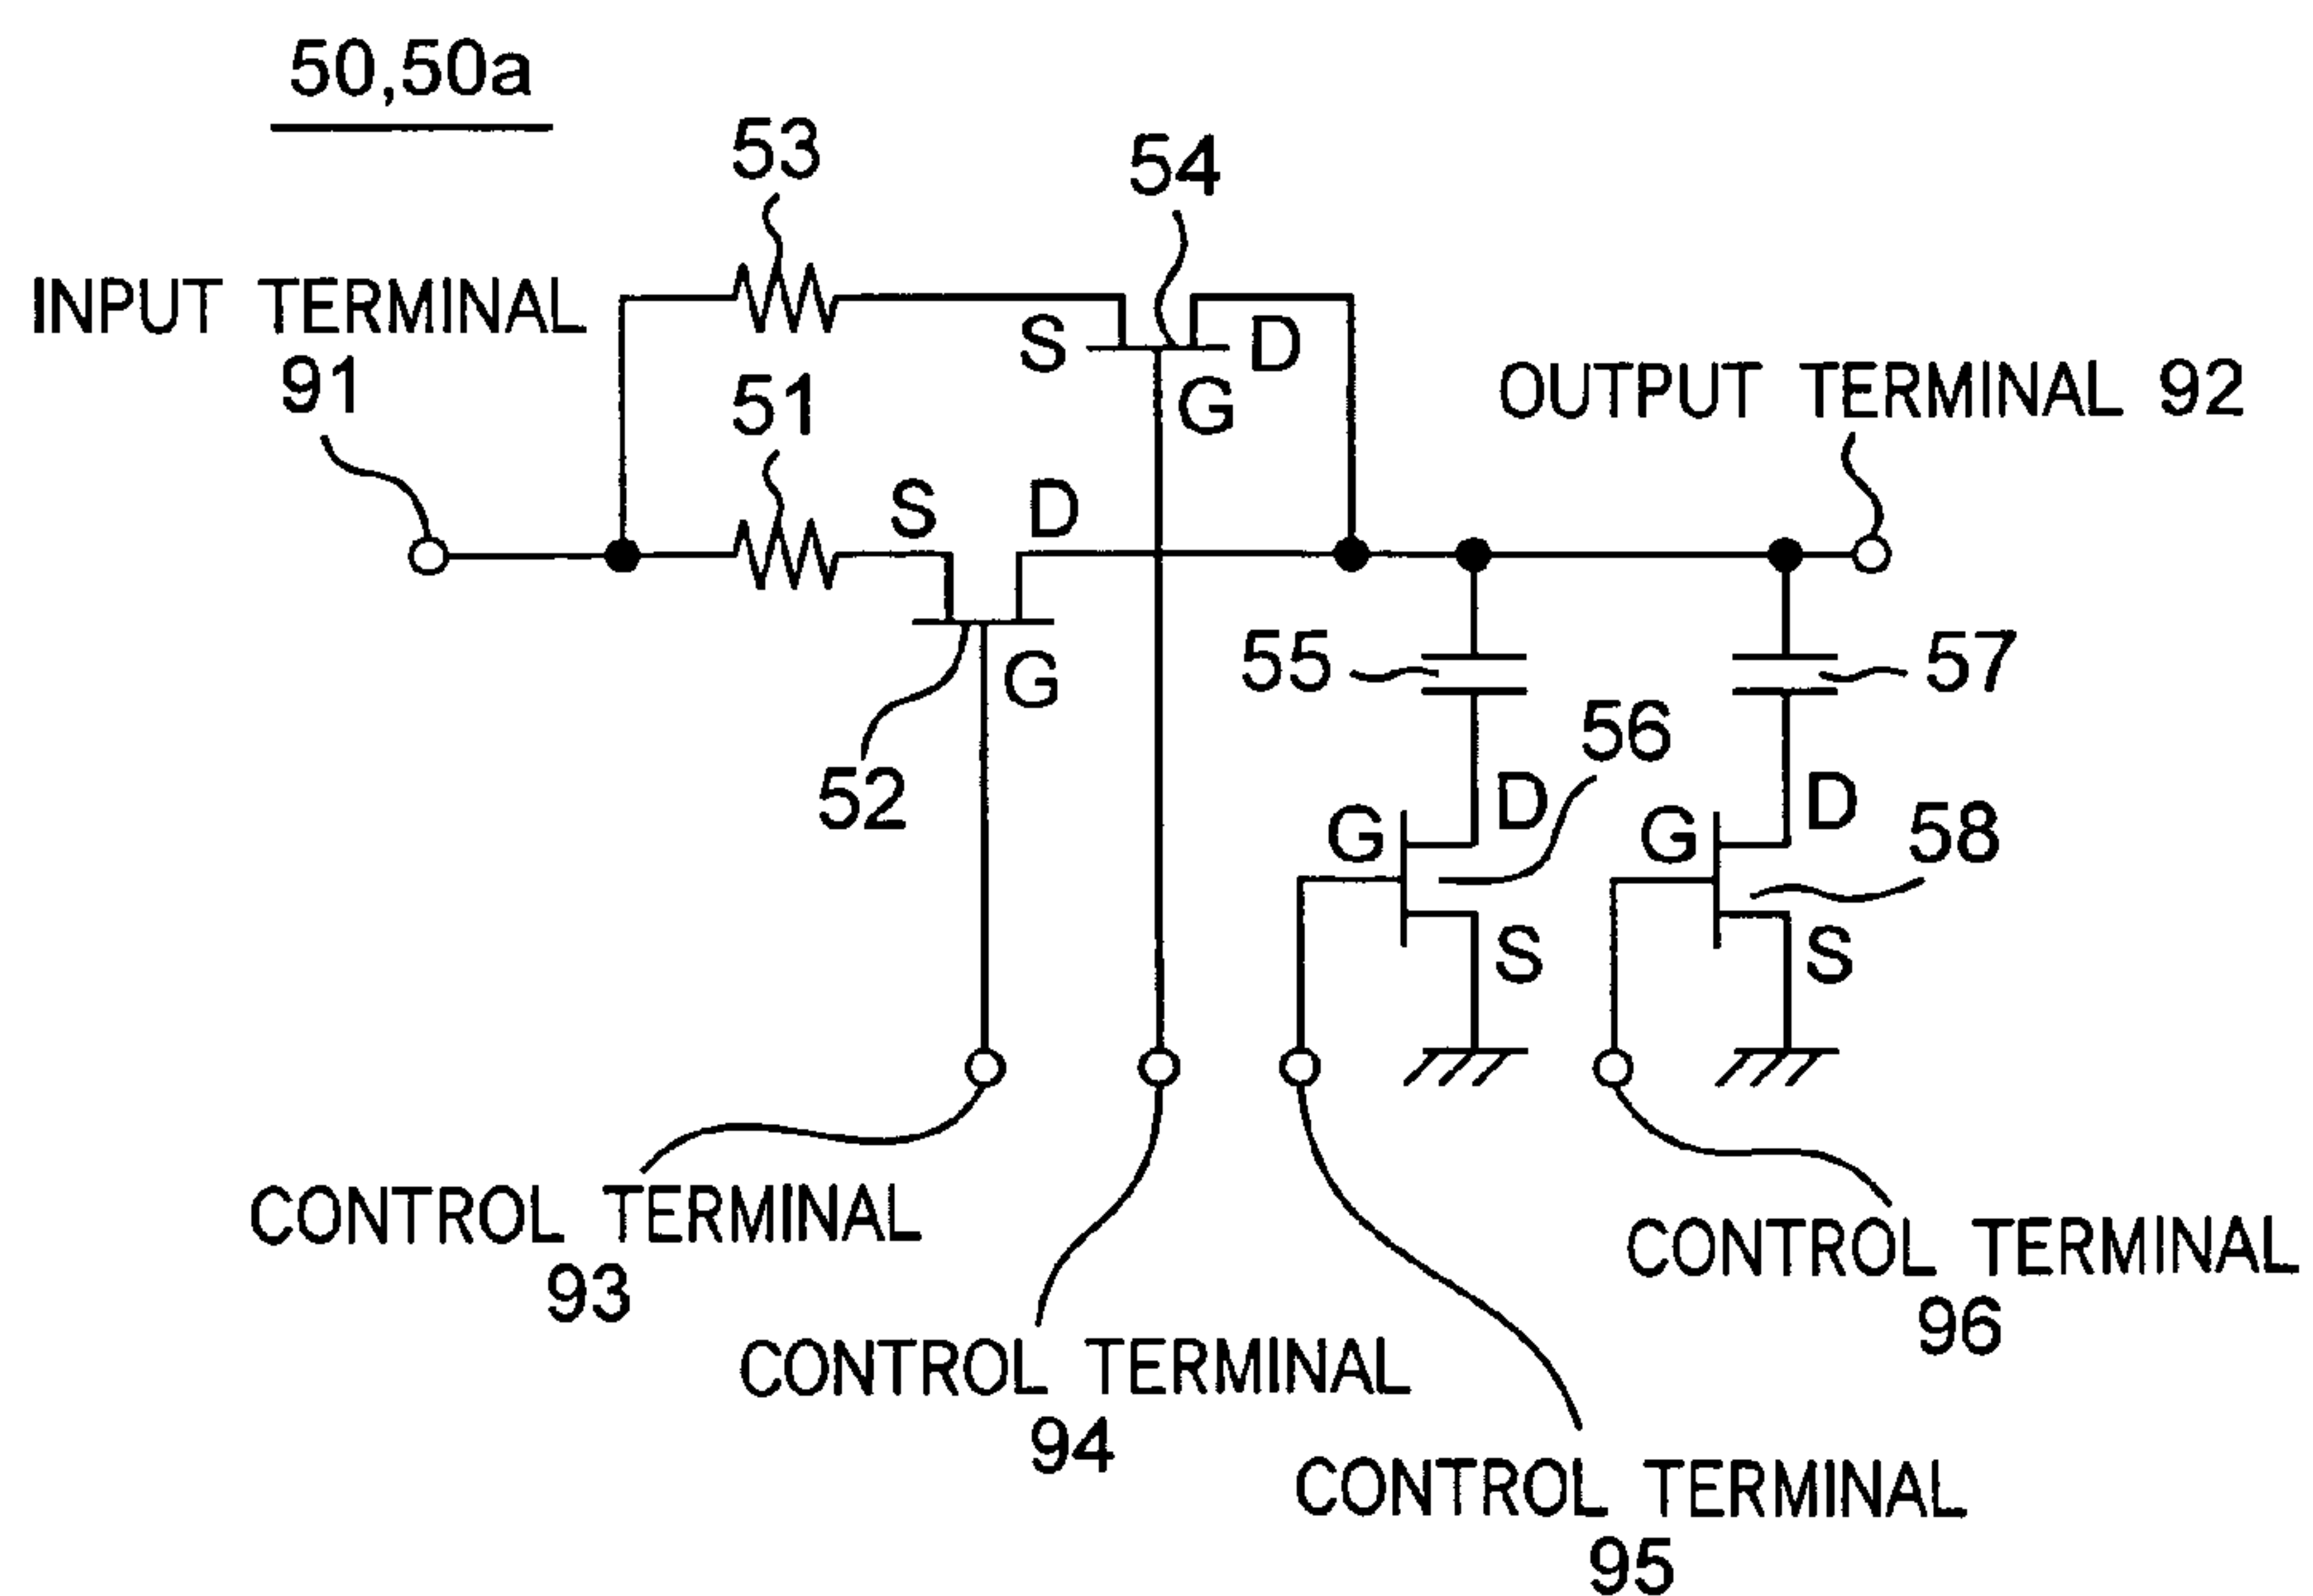 50,50a
53
54
INPUT TERMINAL
91
S
D
G
51
OUTPUT TERMINAL 92
S
D
G
52
55
57
56
D
G
S
D
G
S
58
CONTROL TERMINAL
93
CONTROL TERMINAL
94
CONTROL TERMINAL
95
CONTROL TERMINAL
96